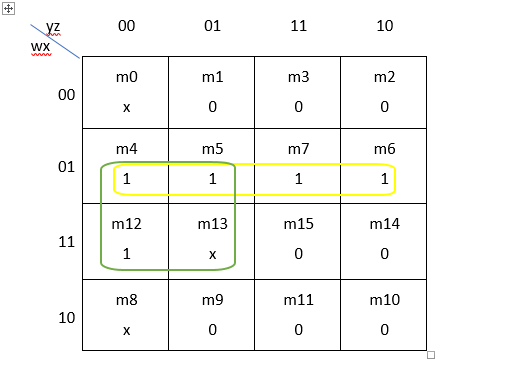 yz 00 01 11 10
wx
00 m0 m1 m3 m2
x 0 0 0
01 m4 m5 m7 m6
1 1 1 1
11 m12 m13 m15 m14
1 x 0 0
10 m8 m9 m11 m10
x 0 0 0